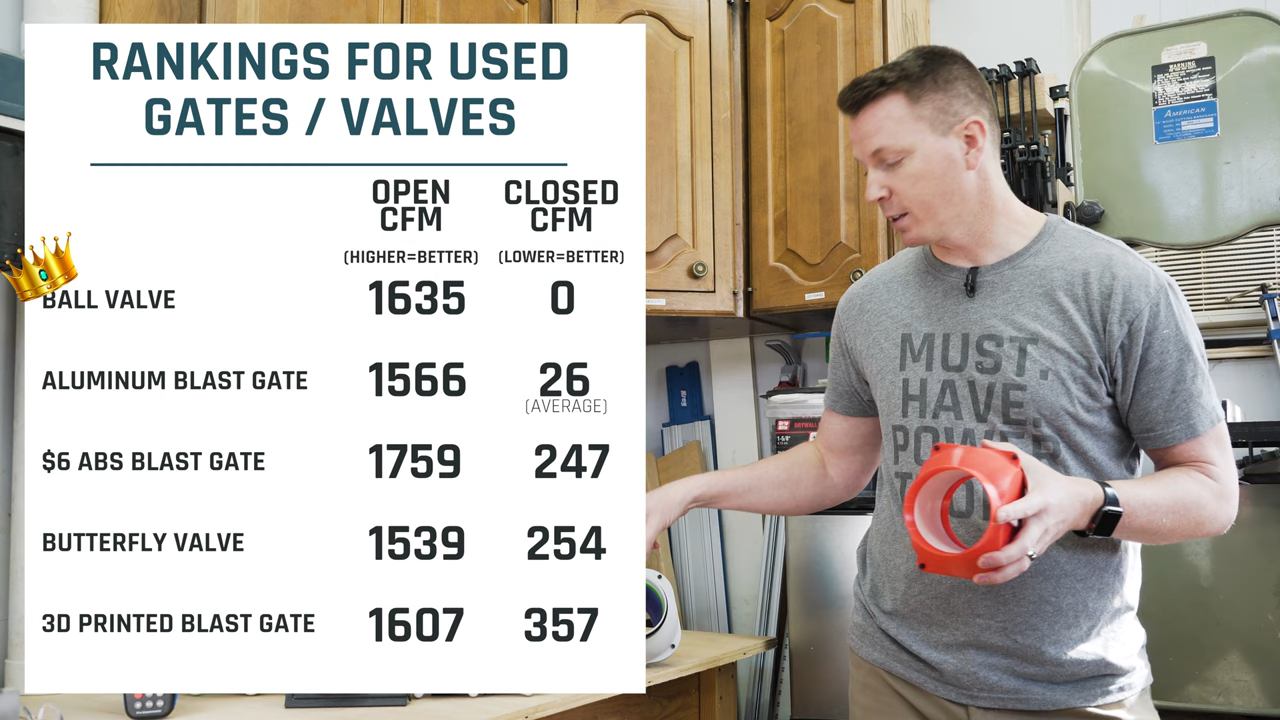 RANKINGS FOR USED
GATES / VALVES
OPEN CFM
CLOSED CFM
(HIGHER=BETTER)
(LOWER=BETTER)
BALL VALVE 1635 0
ALUMINUM BLAST GATE 1566 26
(AVERAGE)
$6 ABS BLAST GATE 1759 247
BUTTERFLY VALVE 1539 254
3D PRINTED BLAST GATE 1607 357
MUST.
HAVE.
WARNING
AMERICAN